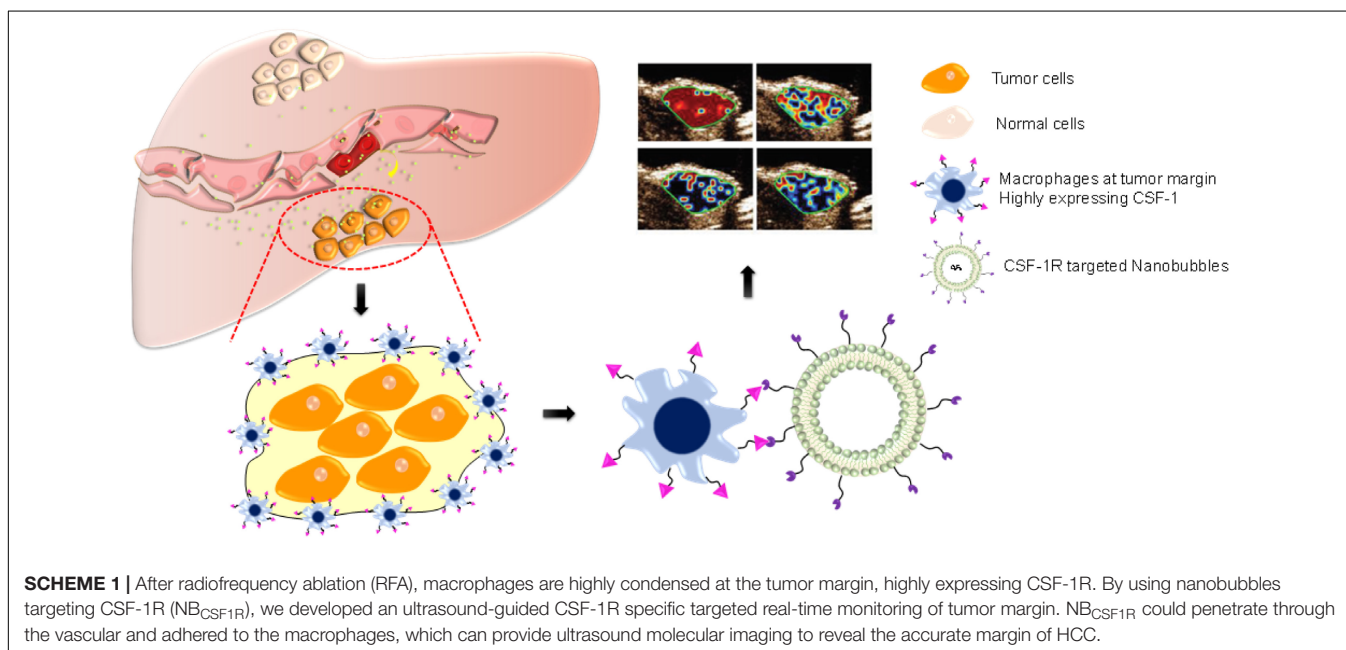 Tumor cells
Normal cells
Macrophages at tumor margin
Highly expressing CSF-1
CSF-1R targeted Nanobubbles
SCHEME 1 | After radiofrequency ablation (RFA), macrophages are highly condensed at the tumor margin, highly expressing CSF-1R. By using nanobubbles
targeting CSF-1R (NBCSF1R), we developed an ultrasound-guided CSF-1R specific targeted real-time monitoring of tumor margin. NBCSF1R could penetrate through
the vascular and adhered to the macrophages, which can provide ultrasound molecular imaging to reveal the accurate margin of HCC.